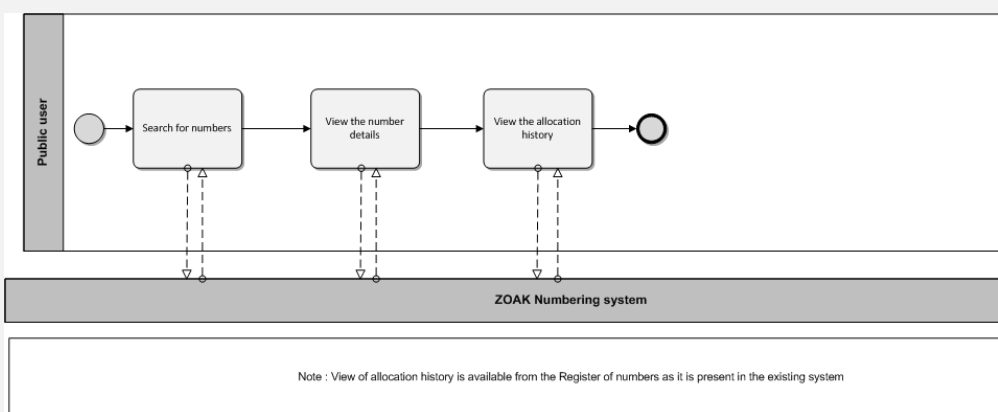 Public user
Search for numbers
View the number
details
View the allocation
history
ZOAK Numbering system
Note : View of allocation history is available from the Register of numbers as it is present in the existing system